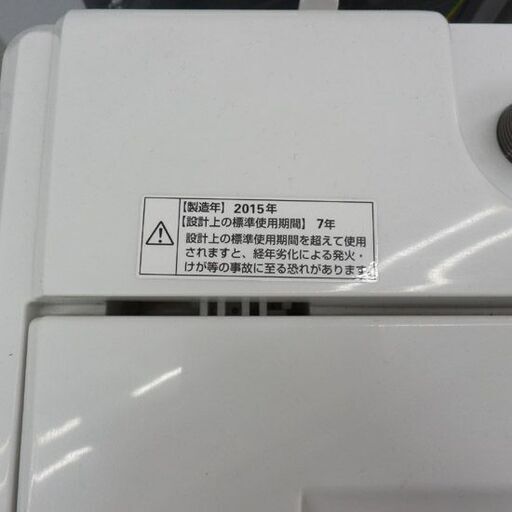 【製造年】 2015年
【設計上の標準使用期間】 7年
設計上の標準使用期間を超えて使用
されますと、経年劣化による発火・
けが等の事故に至る恐れがあります。